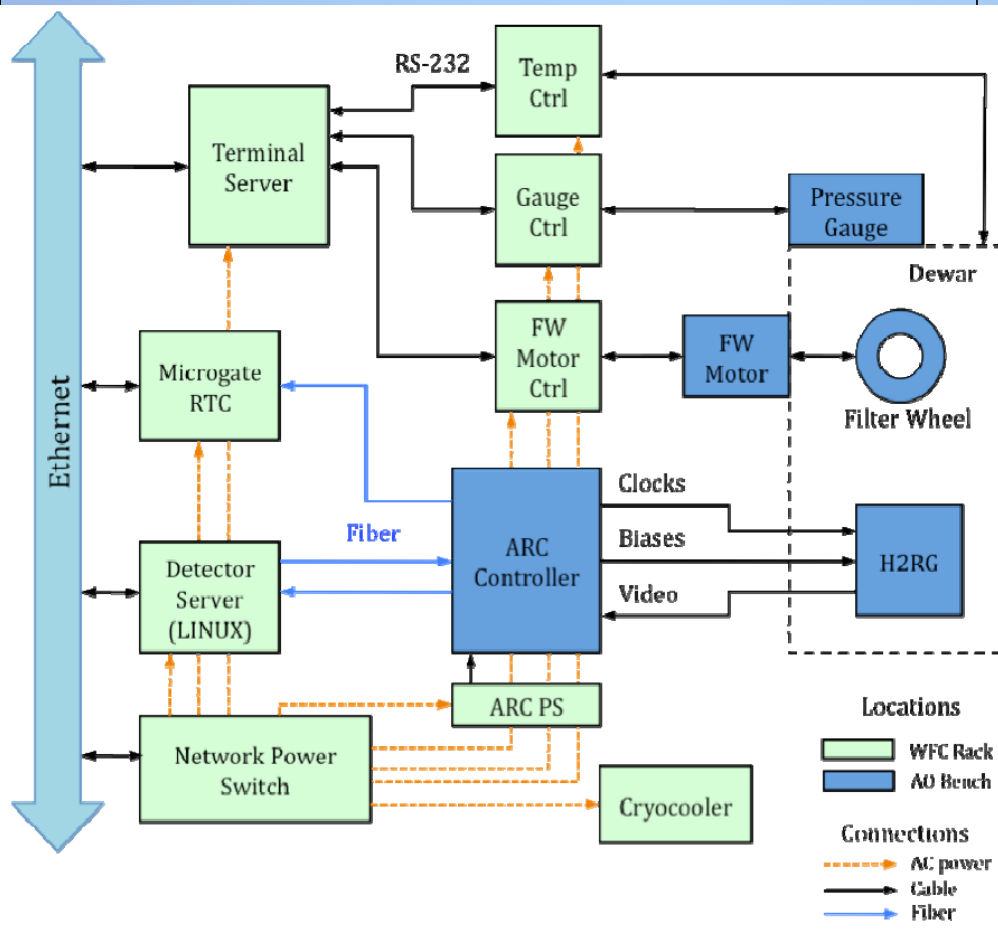 RS-232
Temp
Ctrl
Terminal
Server
Gauge
Ctrl
Pressure
Gauge
Dewar
FW
Motor
Ctrl
FW
Motor
Filter Wheel
Microgate
RTC
Ethernet
Fiber
Clocks
Biases
Video
ARC
Controller
H2RG
Detector
Server
(LINUX)
ARC PS
Network Power
Switch
Cryocooler
Locations
WFC Rack
AO Bench
Connections
AC power
Cable
Fiber